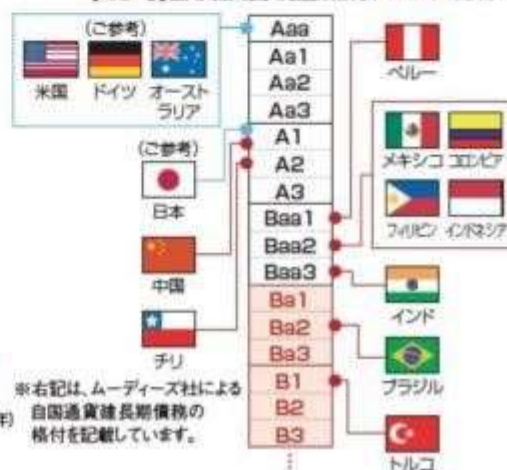 (ご参考)
米国
ドイツ
オースト
ラリア
(ご参考)
日本
中国
チリ
Aaa
Aa1
Aa2
Aa3
A1
A2
A3
Baa1
Baa2
Baa3
Ba1
Ba2
Ba3
B1
B2
B3
ペルー
メキシコ
コロンビア
フィリピン
インドネシア
インド
ブラジル
トルコ
※右記は、ムーディーズ社による
自国通貨建長期債務の
格付を記載しています。
年)